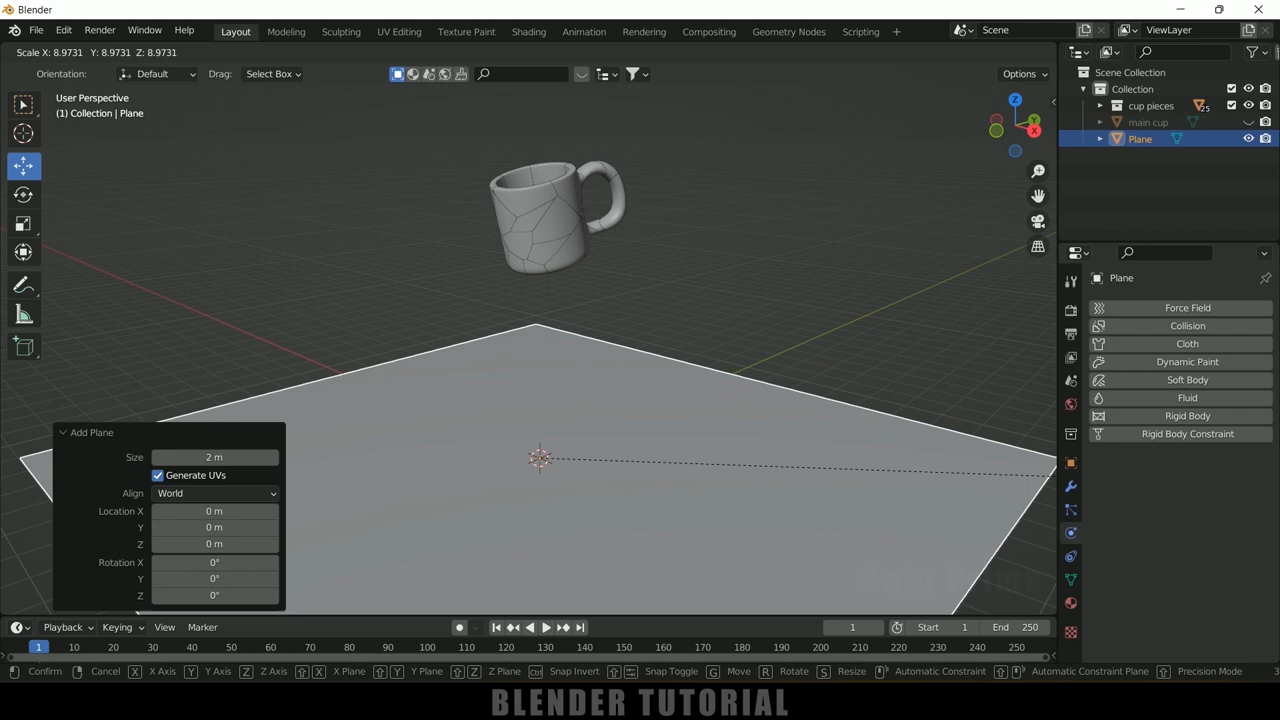 Blender
File Edit Render Window Help Layout Modeling Sculpting UV Editing Texture Paint Shading Animation Rendering Compositing Geometry Nodes Scripting + Scene ViewLayer
Scale X: 8.9731 Y: 8.9731 Z: 8.9731
Orientation: Default Drag: Select Box Options
User Perspective
(1) Collection | Plane
Z
Y
X
Scene Collection
Collection
cup pieces 25
main cup
Plane
Plane
Force Field
Collision
Cloth
Dynamic Paint
Soft Body
Fluid
Rigid Body
Rigid Body Constraint
Add Plane
Size 2 m
Generate UVs
Align World
Location X 0 m
Y 0 m
Z 0 m
Rotation X 0°
Y 0°
Z 0°
Playback Keying View Marker 1 Start 1 End 250
1 10 20 30 40 50 60 70 80 90 100 110 120 130 140 150 160 170 180 190 200 210 220 230 240 250
Confirm Cancel X X Axis Y Y Axis Z Z Axis X X Plane Y Y Plane Z Z Plane Ctrl Snap Invert Snap Toggle G Move R Rotate S Resize Automatic Constraint Automatic Constraint Plane Precision Mode
BLENDER TUTORIAL